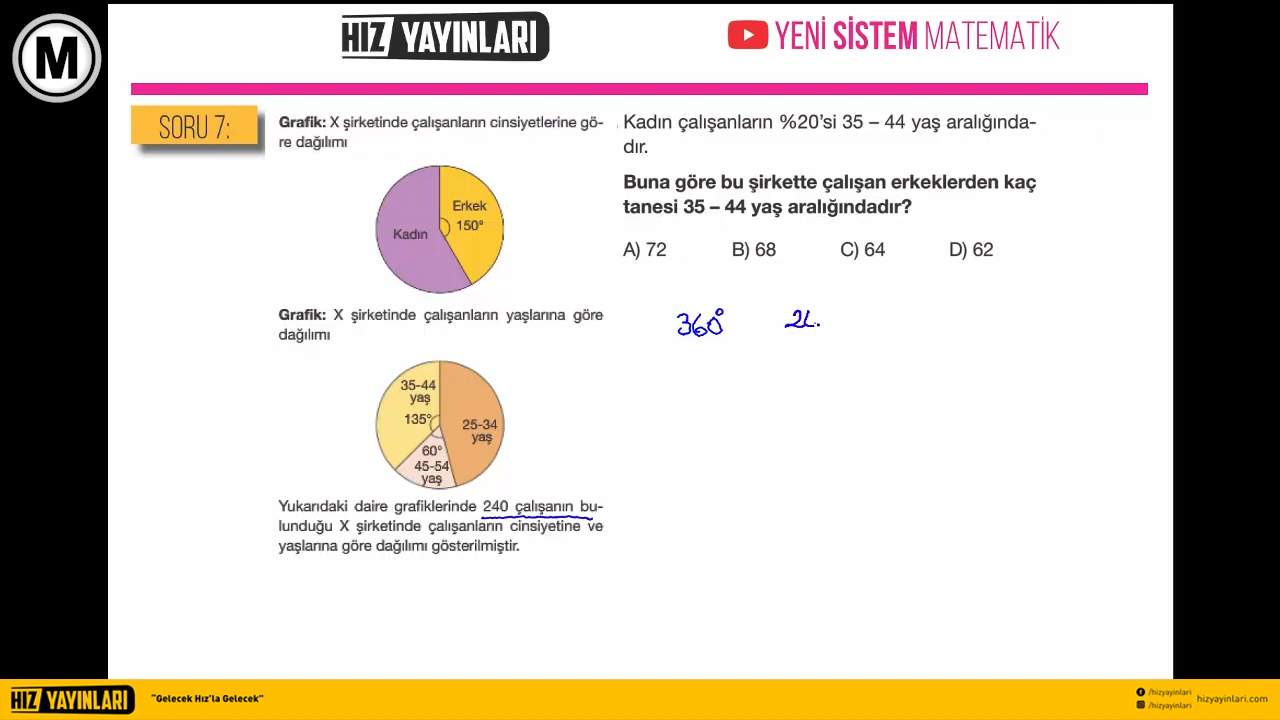 M
HIZ YAYINLARI
YENİ SİSTEM MATEMATİK
SORU 7:
Grafik: X şirketinde çalışanların cinsiyetlerine gö-
re dağılımı
Erkek
150°
Kadın
Grafik: X şirketinde çalışanların yaşlarına göre
dağılımı
35-44
yaş
135°
25-34
yaş
60°
45-54
yaş
Yukarıdaki daire grafiklerinde 240 çalışanın bu-
lunduğu X şirketinde çalışanların cinsiyetine ve
yaşlarına göre dağılımı gösterilmiştir.
Kadın çalışanların %20'si 35 – 44 yaş aralığında-
dır.
Buna göre bu şirkette çalışan erkeklerden kaç
tanesi 35 – 44 yaş aralığındadır?
A) 72 B) 68 C) 64 D) 62
360°
HIZ YAYINLARI
"Gelecek Hız'la Gelecek"
/hizyayinlari
/hizyayinlari
hizyayinlari.com